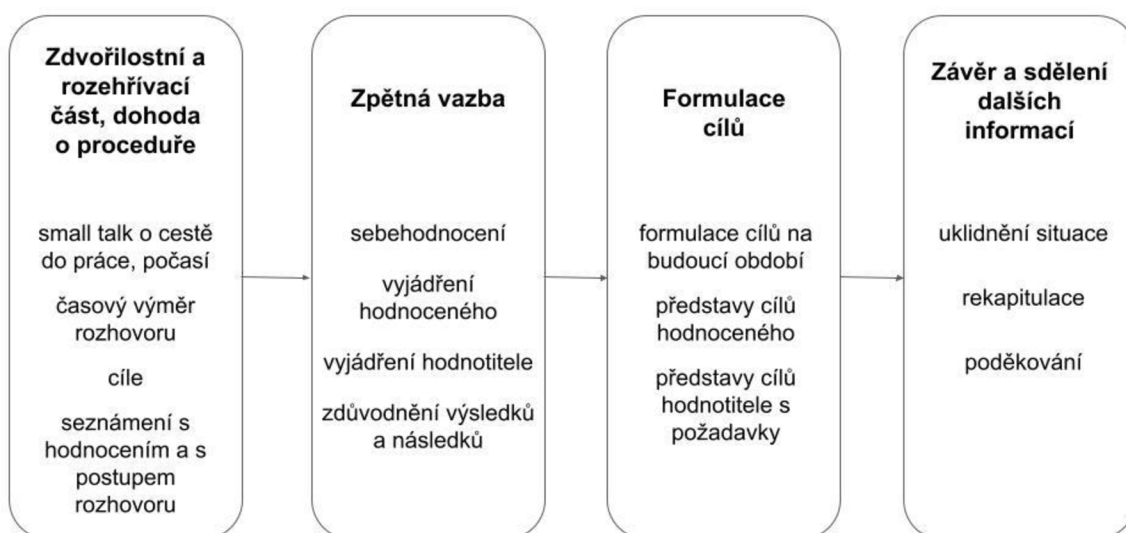 Zdvořilostní a
rozehřívací
část, dohoda
o proceduře
small talk o cestě
do práce, počasí
časový výměr
rozhovoru
cíle
seznámení s
hodnocením a s
postupem
rozhovoru
Zpětná vazba
sebehodnocení
vyjádření
hodnoceného
vyjádření hodnotitele
zdůvodnění výsledků
a následků
Formulace
cílů
formulace cílů na
budoucí období
představy cílů
hodnoceného
představy cílů
hodnotitele s
požadavky
Závěr a sdělení
dalších
informací
uklidnění situace
rekapitulace
poděkování